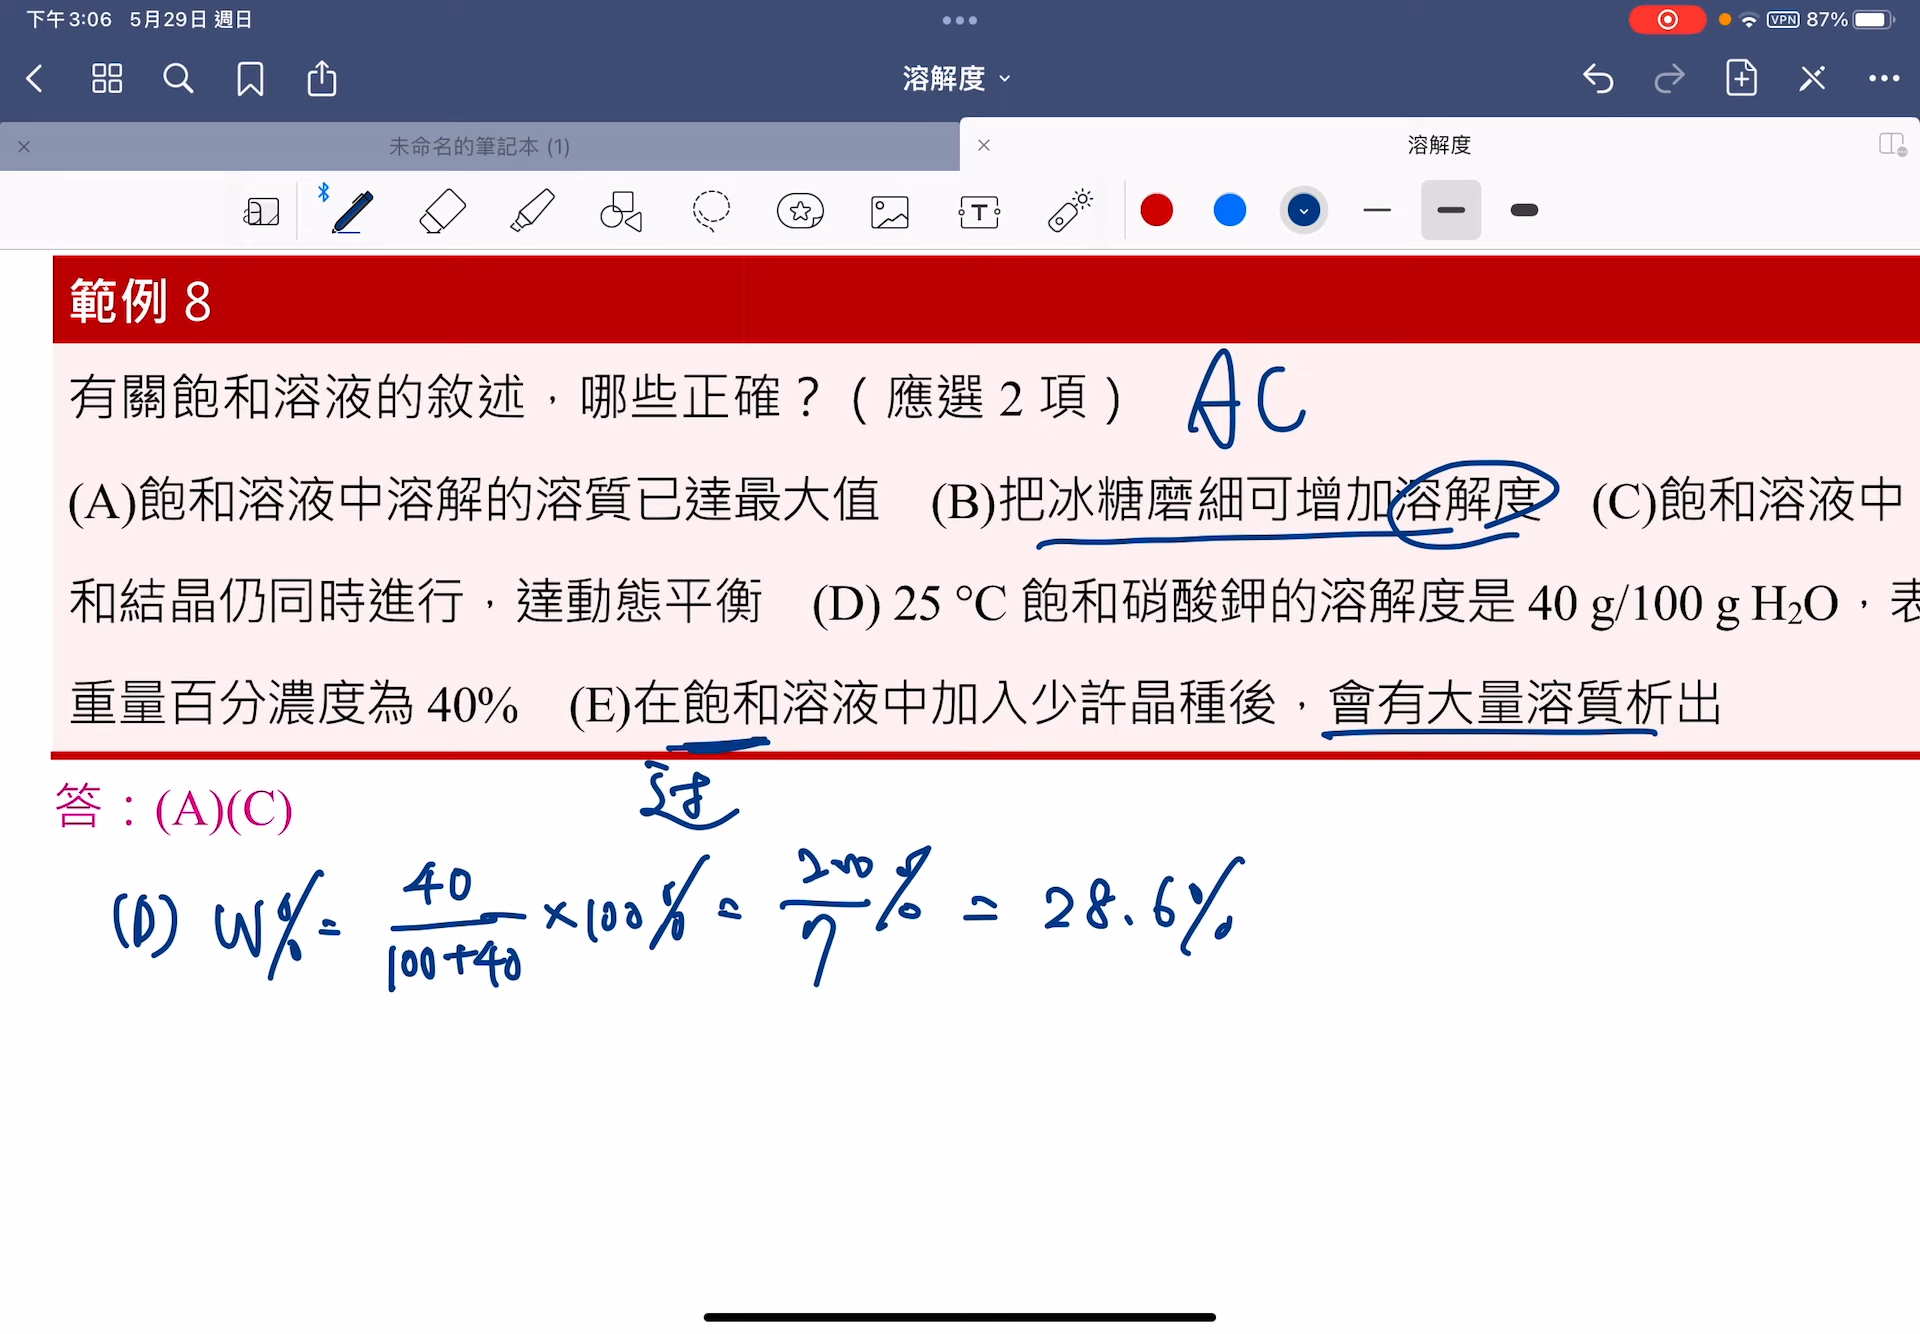 下午3:06 5月29日 週日
VPN 87%
溶解度
未命名的筆記本 (1)
溶解度
範例 8
有關飽和溶液的敘述，哪些正確？（應選 2 項） AC
(A)飽和溶液中溶解的溶質已達最大值 (B)把冰糖磨細可增加溶解度 (C)飽和溶液中
和結晶仍同時進行，達動態平衡 (D) 25 °C 飽和硝酸鉀的溶解度是 40 g/100 g H₂O，表
重量百分濃度為 40% (E)在飽和溶液中加入少許晶種後，會有大量溶質析出
过
答：(A)(C)
(D) W% = 40/(100+40) ×100% = 200/7 % = 28.6%